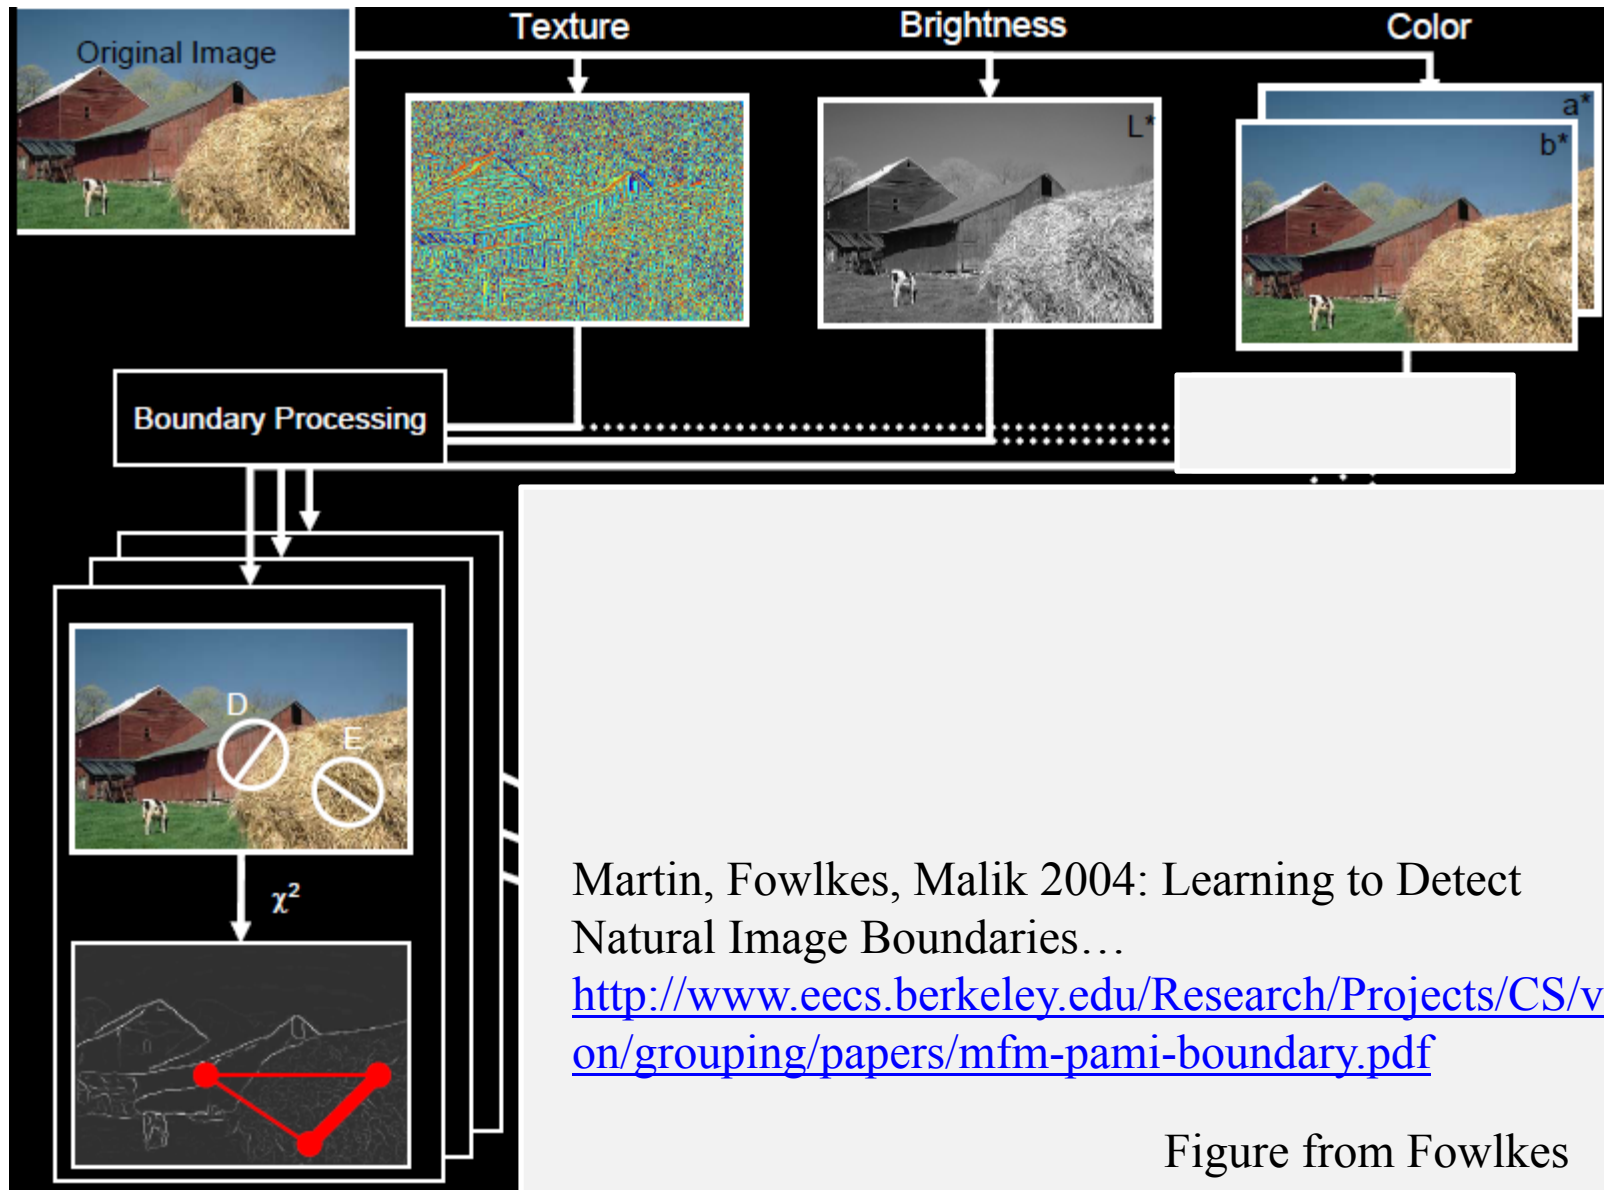 Original Image
Texture
Brightness
Color
L*
a*
b*
Boundary Processing
D
E
χ²
Martin, Fowlkes, Malik 2004: Learning to Detect
Natural Image Boundaries…
http://www.eecs.berkeley.edu/Research/Projects/CS/v
on/grouping/papers/mfm-pami-boundary.pdf
Figure from Fowlkes